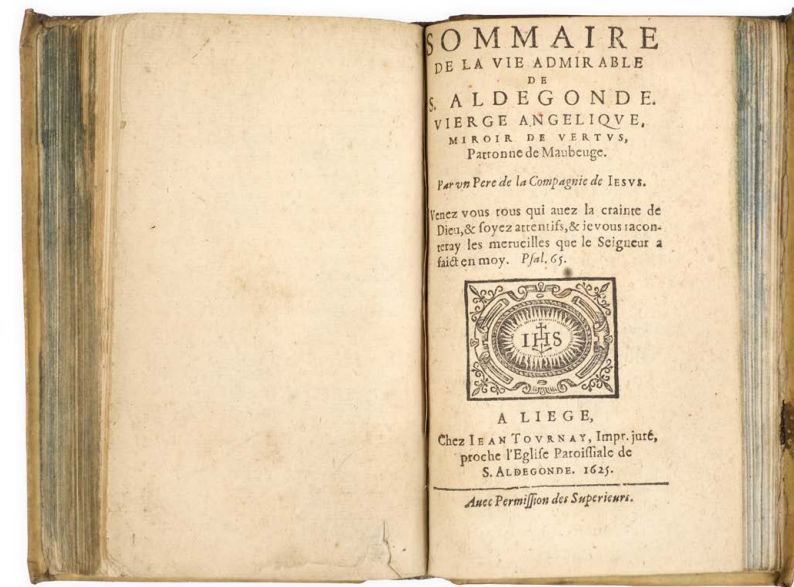 SOMMAIRE
DE LA VIE ADMIRABLE
DE
S. ALDEGONDE.
VIERGE ANGELIQVE,
MIROIR DE VERTVS,
Patronne de Maubeuge.
Par vn Pere de la Compagnie de IESVS.
Venez vous tous qui auez la crainte de
Dieu, & soyez attentifs, & ie vous racon-
teray les merueilles que le Seigneur a
faict en moy. Psal. 65.
IHS
A LIEGE,
Chez IEAN TOVRNAY, Impr. juré,
proche l'Eglise Paroissiale de
S. ALDEGONDE. 1625.
Auec Permission des Superieurs.